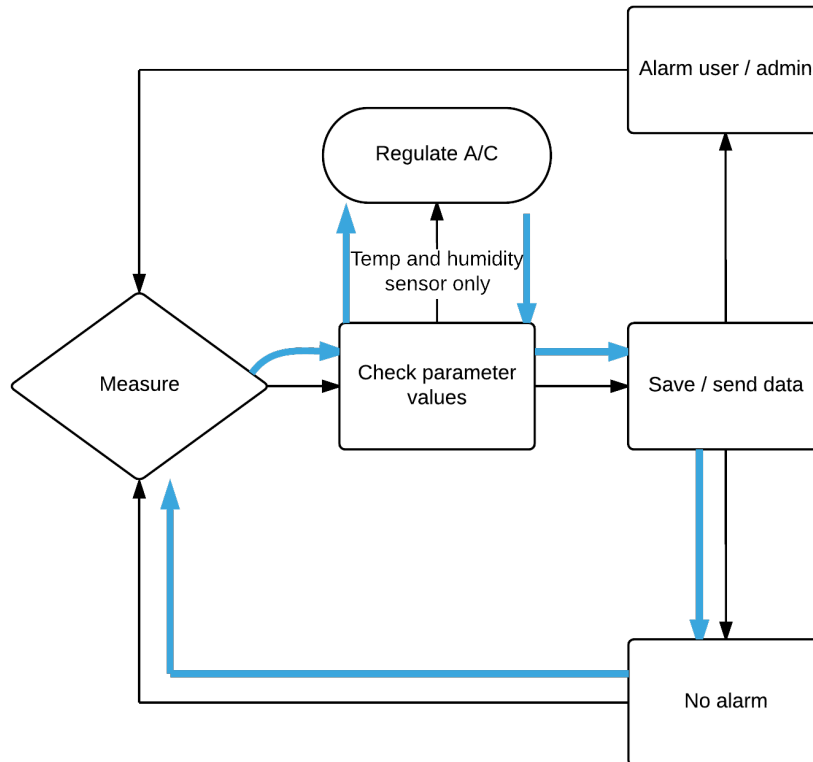 Alarm user / admin
Regulate A/C
Temp and humidity
sensor only
Measure
Check parameter
values
Save / send data
No alarm